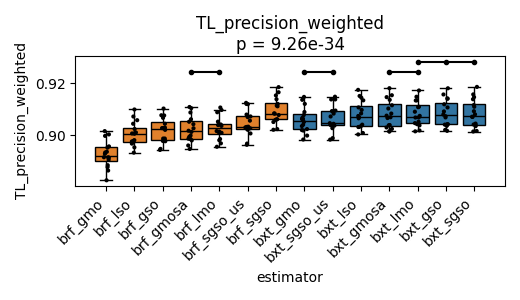 TL_precision_weighted
p = 9.26e-34
TL_precision_weighted
0.92
0.90
brf_gmo
brf_lso
brf_gso
brf_gmosa
brf_lmo
brf_sgso_us
brf_sgso
bxt_gmo
bxt_sgso_us
bxt_lso
bxt_gmosa
bxt_lmo
bxt_gso
bxt_sgso
estimator